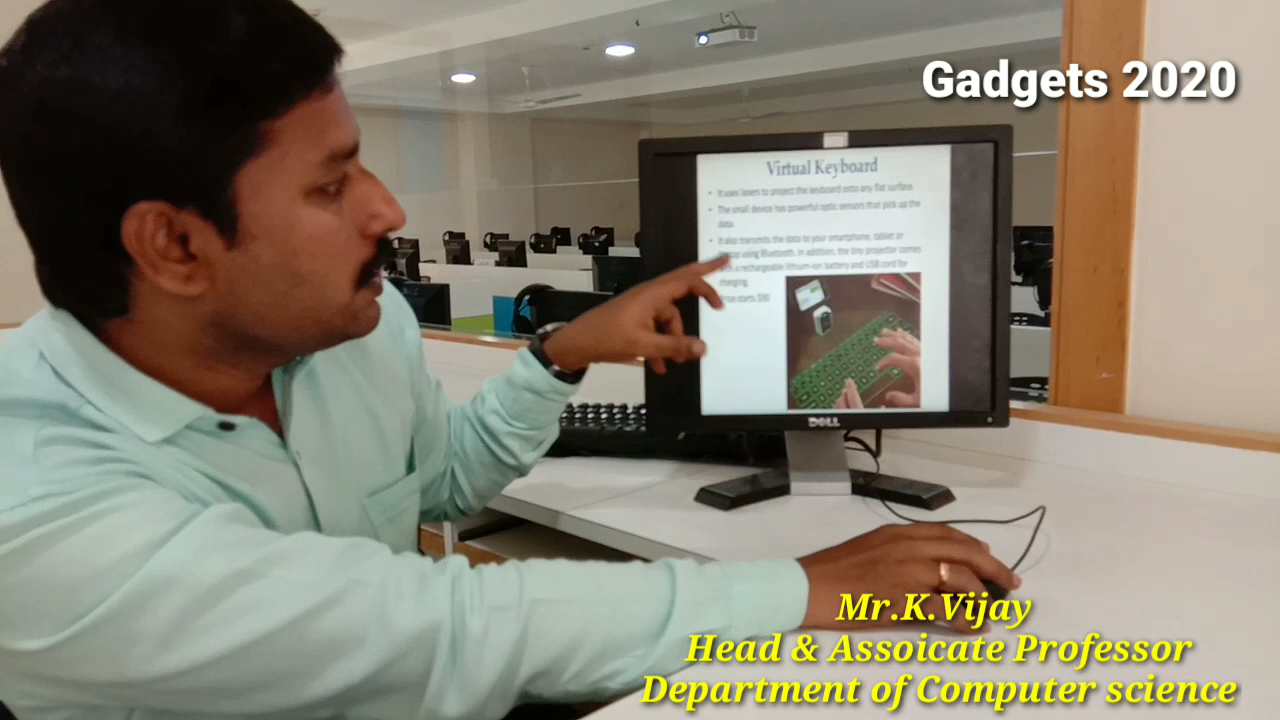 Gadgets 2020
Virtual Keyboard
• It uses lasers to project the keyboard onto any flat surface
• The small device has powerful optic sensors that pick up the
data.
• It also transmits the data to your smartphone, tablet or
using Bluetooth. In addition, the tiny projector comes
a rechargeable lithium-ion battery and USB cord for
charging.
starts $90
DELL
Mr.K.Vijay
Head & Assoicate Professor
Department of Computer science